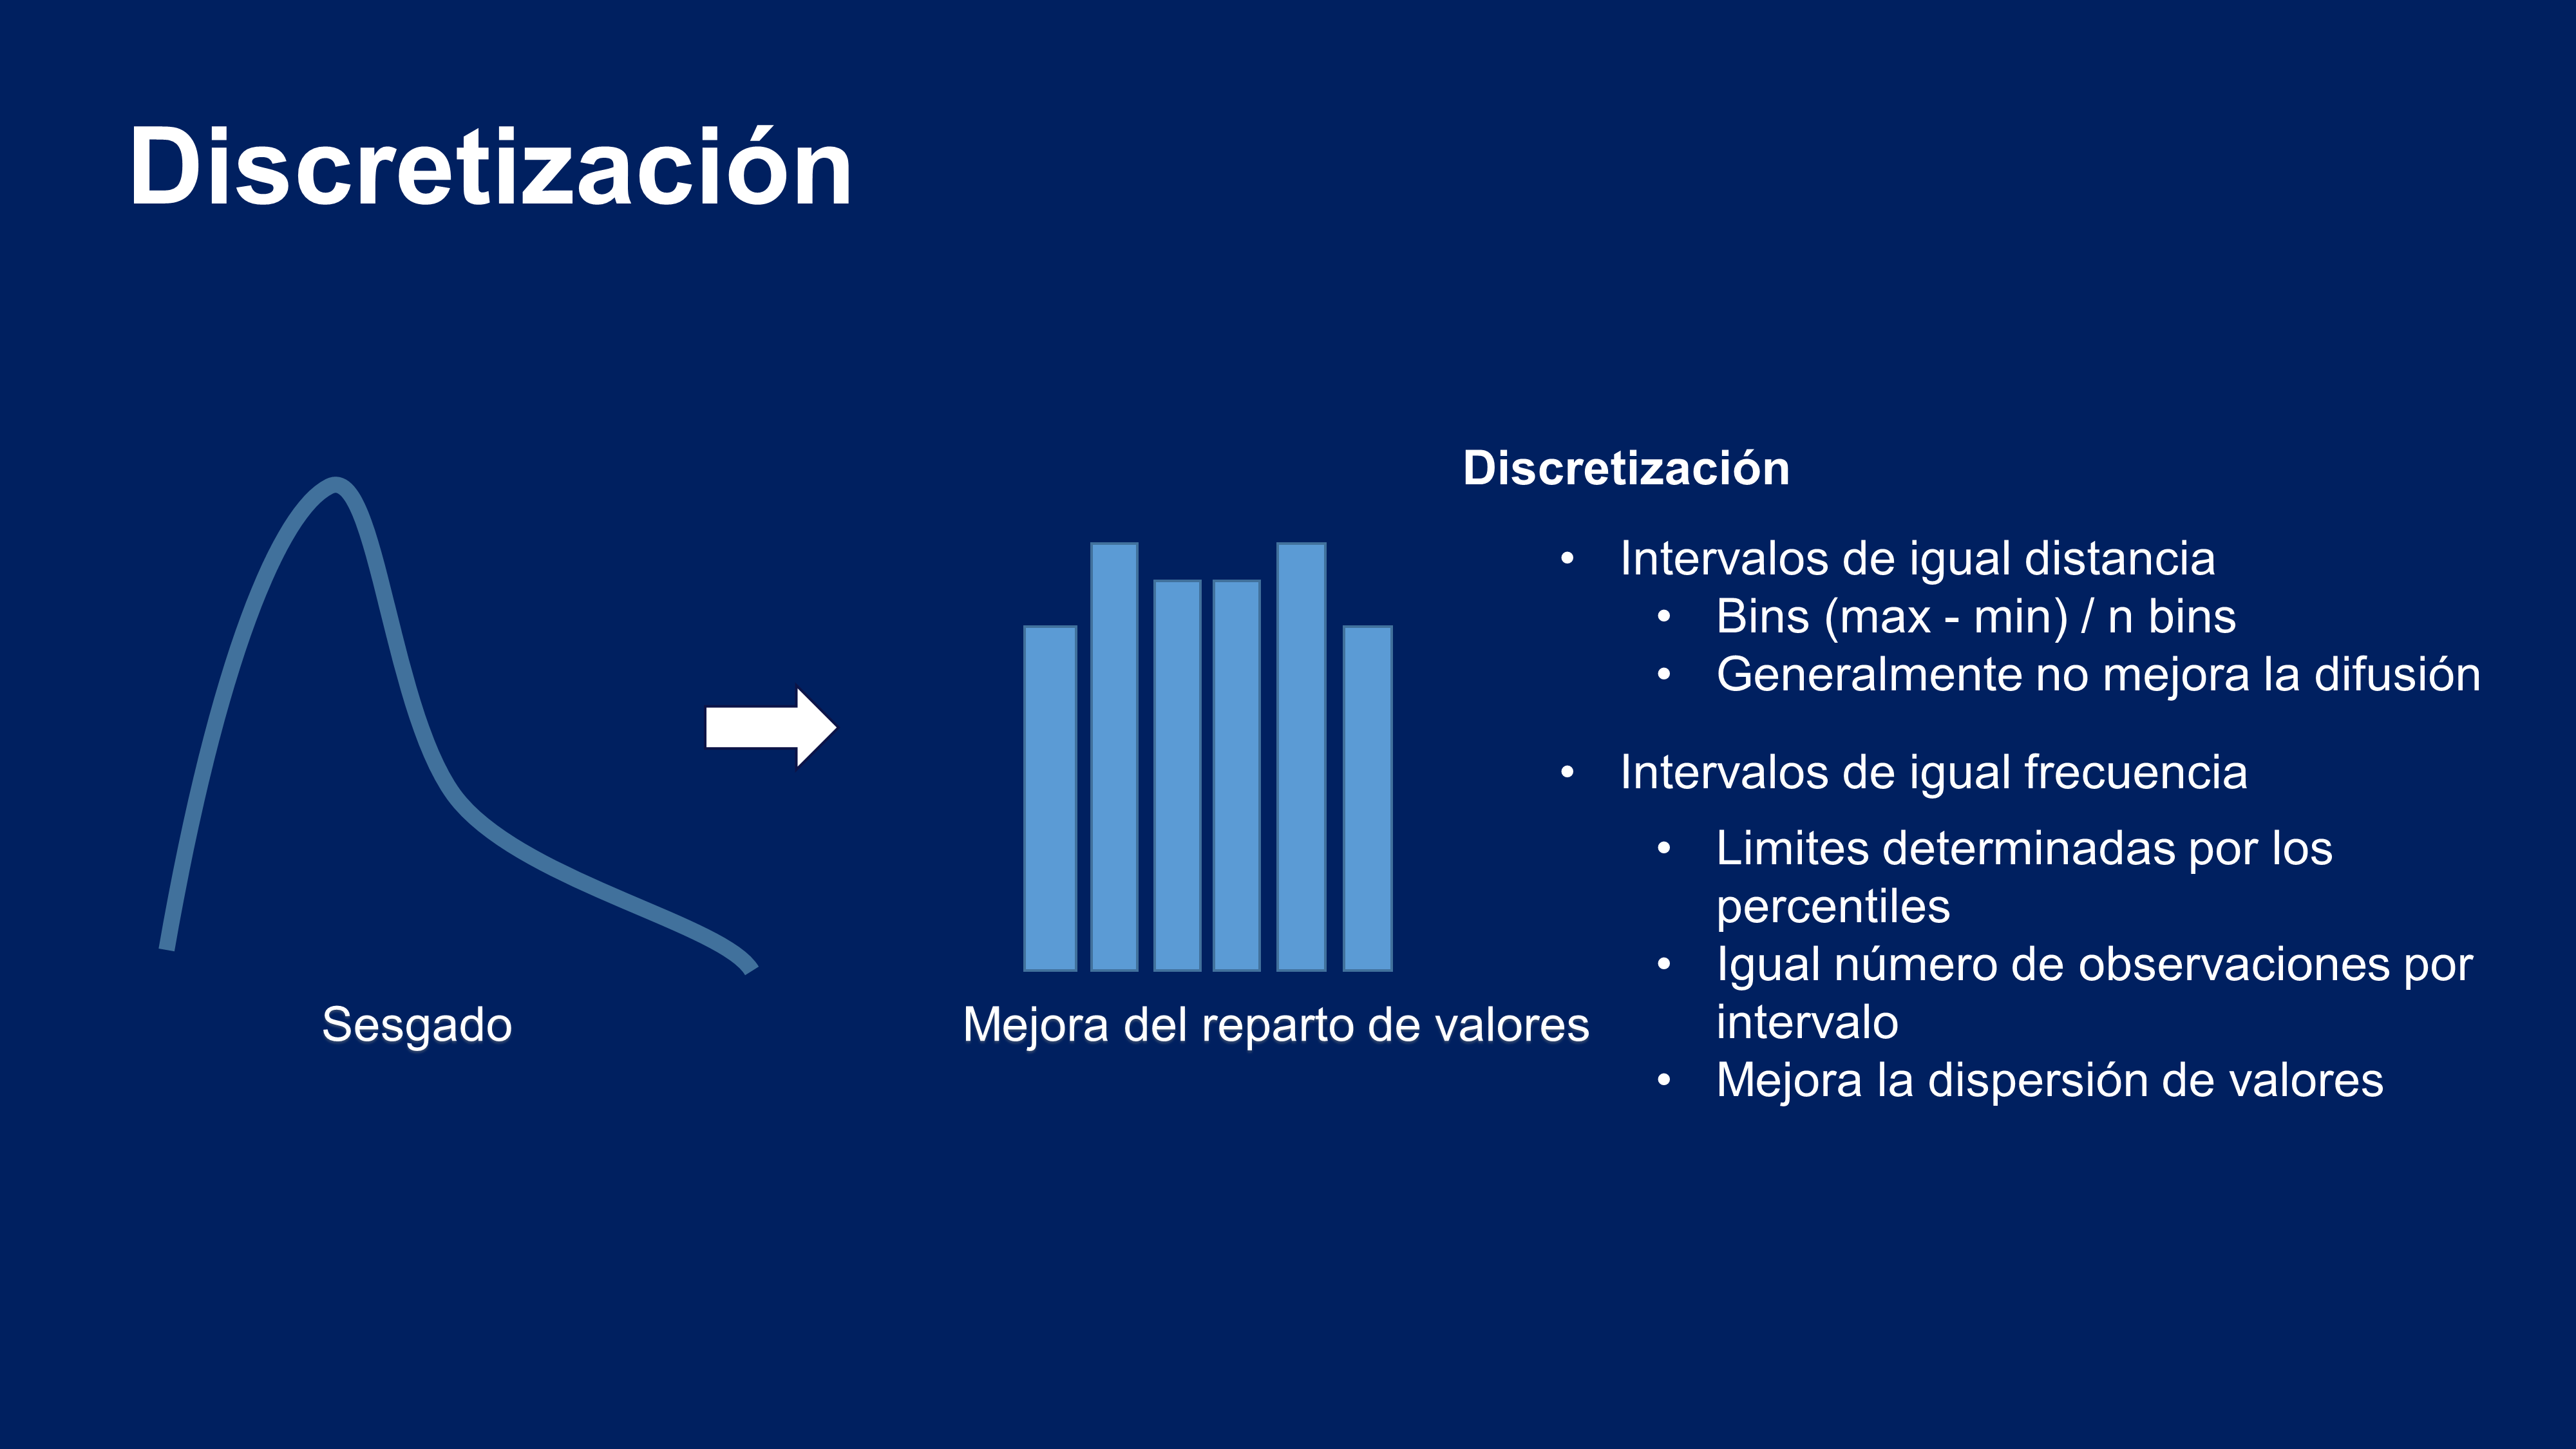 Discretización
Discretización
• Intervalos de igual distancia
• Bins (max - min) / n bins
• Generalmente no mejora la difusión
• Intervalos de igual frecuencia
• Limites determinadas por los
percentiles
• Igual número de observaciones por
intervalo
• Mejora la dispersión de valores
Sesgado
Mejora del reparto de valores